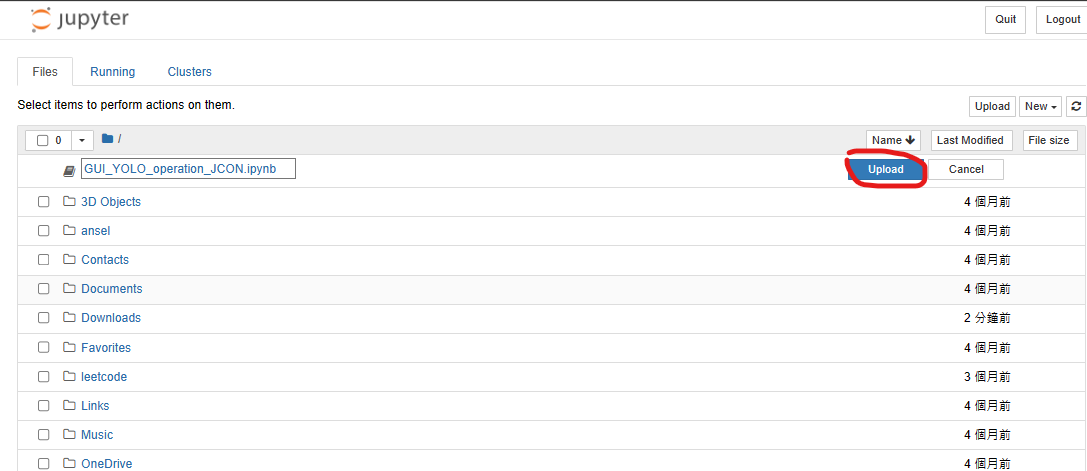 jupyter
Quit Logout
Files Running Clusters
Select items to perform actions on them.
Upload New
0 / Name Last Modified File size
GUI_YOLO_operation_JCON.ipynb Upload Cancel
3D Objects 4 個月前
ansel 4 個月前
Contacts 4 個月前
Documents 4 個月前
Downloads 2 分鐘前
Favorites 4 個月前
leetcode 3 個月前
Links 4 個月前
Music 4 個月前
OneDrive 4 個月前